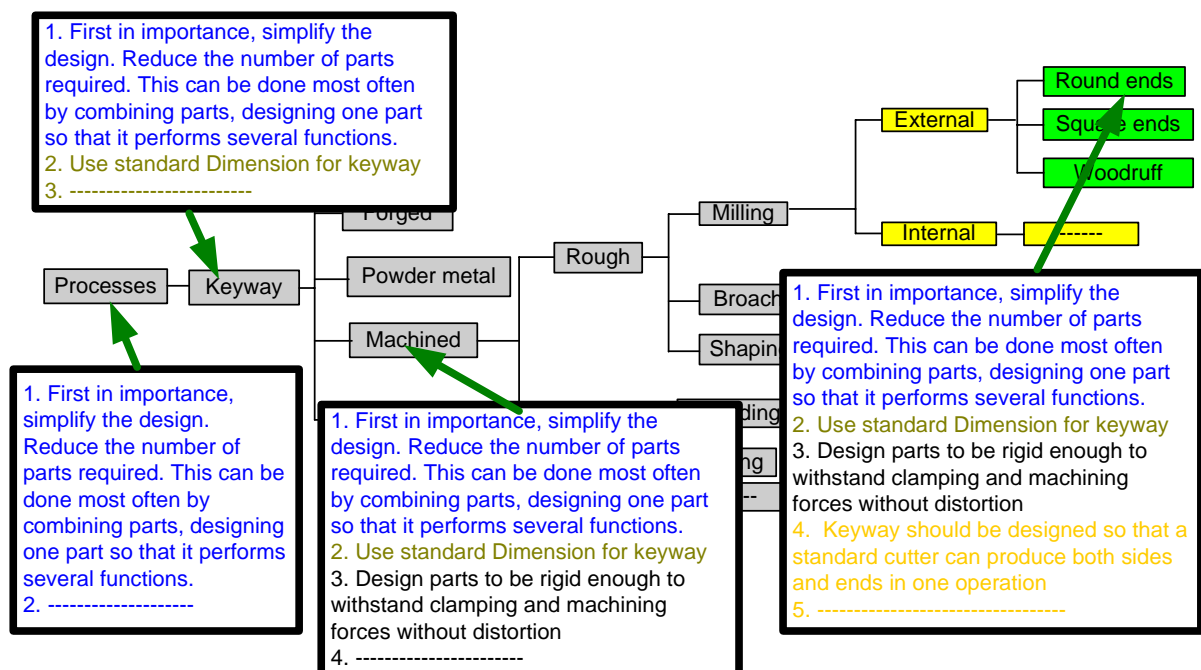 1. First in importance, simplify the
design. Reduce the number of parts
required. This can be done most often
by combining parts, designing one part
so that it performs several functions.
2. Use standard Dimension for keyway
3. -------------------------
Round ends
External
Square ends
Woodruff
Forged
Milling
Internal
------
Rough
Processes
Keyway
Powder metal
Broach
Machined
Shapin
1. First in importance,
simplify the design.
Reduce the number of
parts required. This can be
done most often by
combining parts, designing
one part so that it performs
several functions.
2. --------------------
1. First in importance, simplify the
design. Reduce the number of parts
required. This can be done most often
by combining parts, designing one part
so that it performs several functions.
2. Use standard Dimension for keyway
3. Design parts to be rigid enough to
withstand clamping and machining
forces without distortion
4. -----------------------
ding
ng
--
1. First in importance, simplify the
design. Reduce the number of parts
required. This can be done most often
by combining parts, designing one part
so that it performs several functions.
2. Use standard Dimension for keyway
3. Design parts to be rigid enough to
withstand clamping and machining
forces without distortion
4. Keyway should be designed so that a
standard cutter can produce both sides
and ends in one operation
5. ----------------------------------